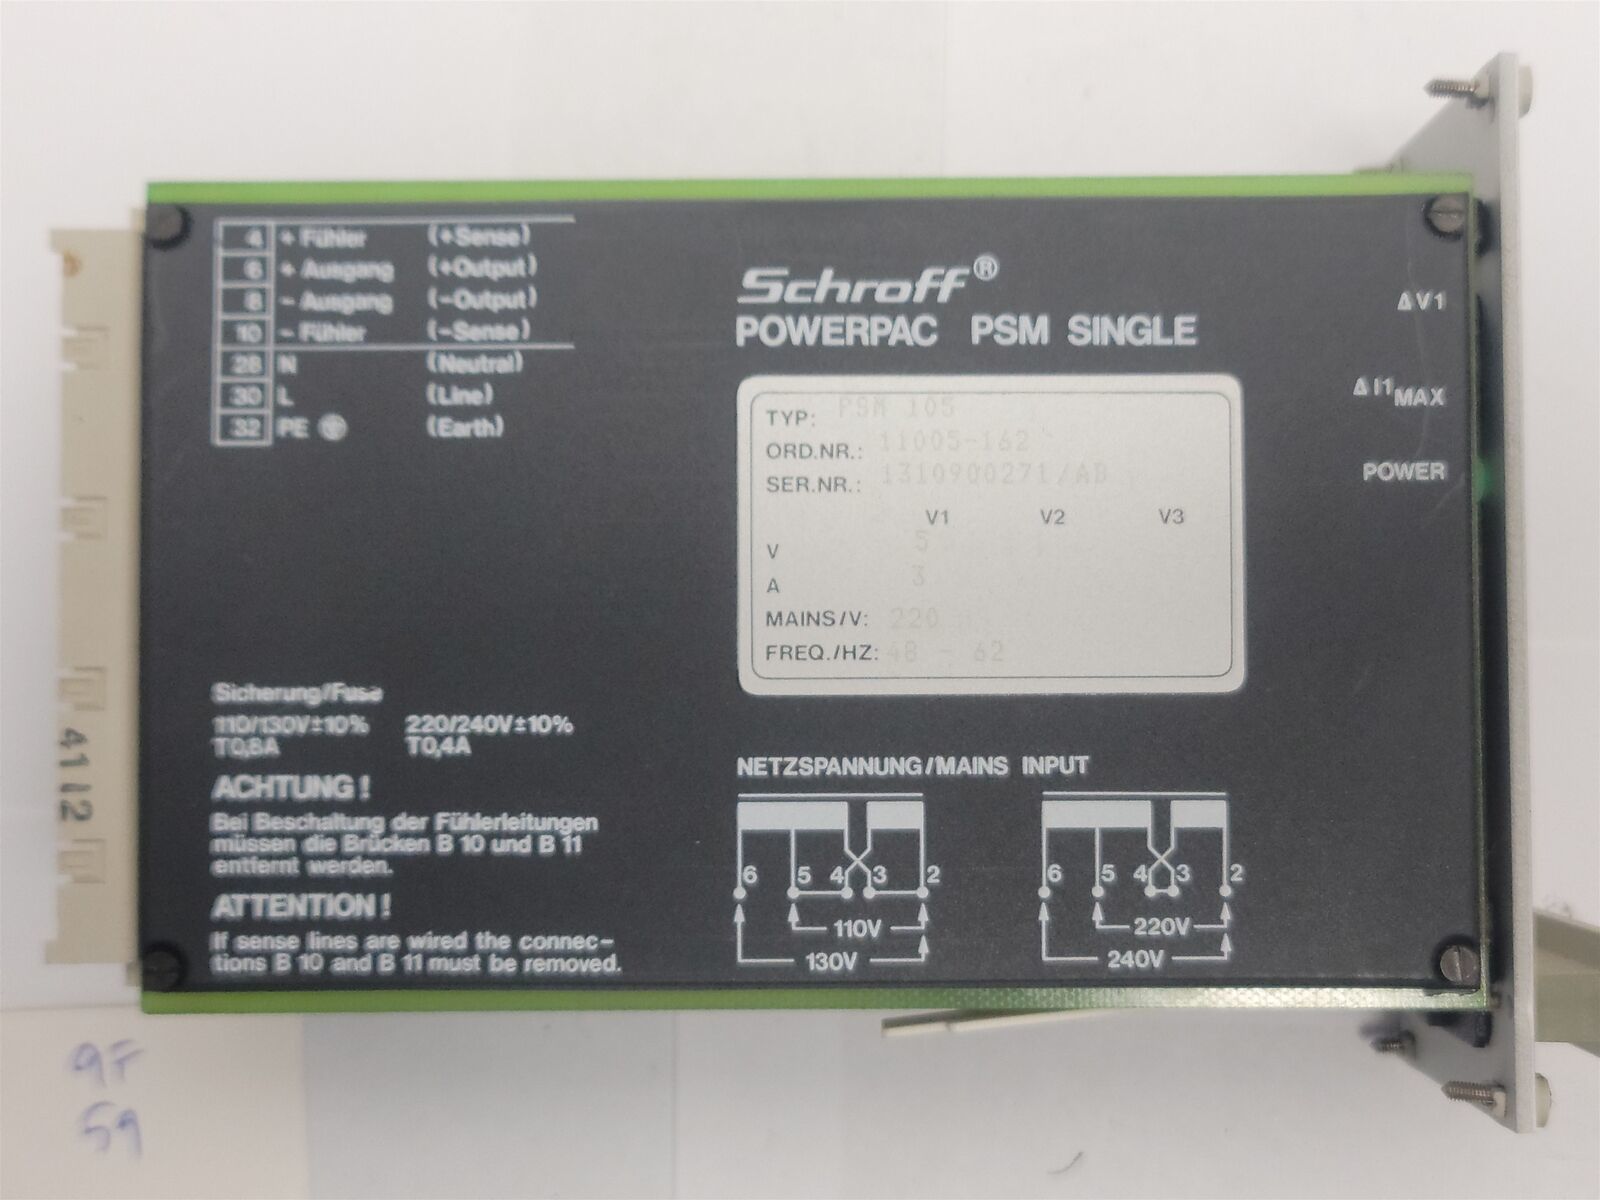 4 + Fühler (+Sense)
6 + Ausgang (+Output)
8 - Ausgang (-Output)
10 - Fühler (-Sense)
28 N (Neutral)
30 L (Line)
32 PE (Earth)
Schroff®
POWERPAC PSM SINGLE
TYP: PSM 105
ORD.NR.: 11005-162
SER.NR.: 1310900271/AB
V1 V2 V3
V 5
A 3
MAINS/V: 220
FREQ./HZ: 48 - 62
ΔV1
ΔI1MAX
POWER
Sicherung/Fuse
110/130V±10% 220/240V±10%
T0,8A T0,4A
ACHTUNG!
Bei Beschaltung der Fühlerleitungen
müssen die Brücken B 10 und B 11
entfernt werden.
ATTENTION!
If sense lines are wired the connec-
tions B 10 and B 11 must be removed.
NETZSPANNUNG/MAINS INPUT
6 5 4 3 2
110V
130V
6 5 4 3 2
220V
240V
4112
9F
59